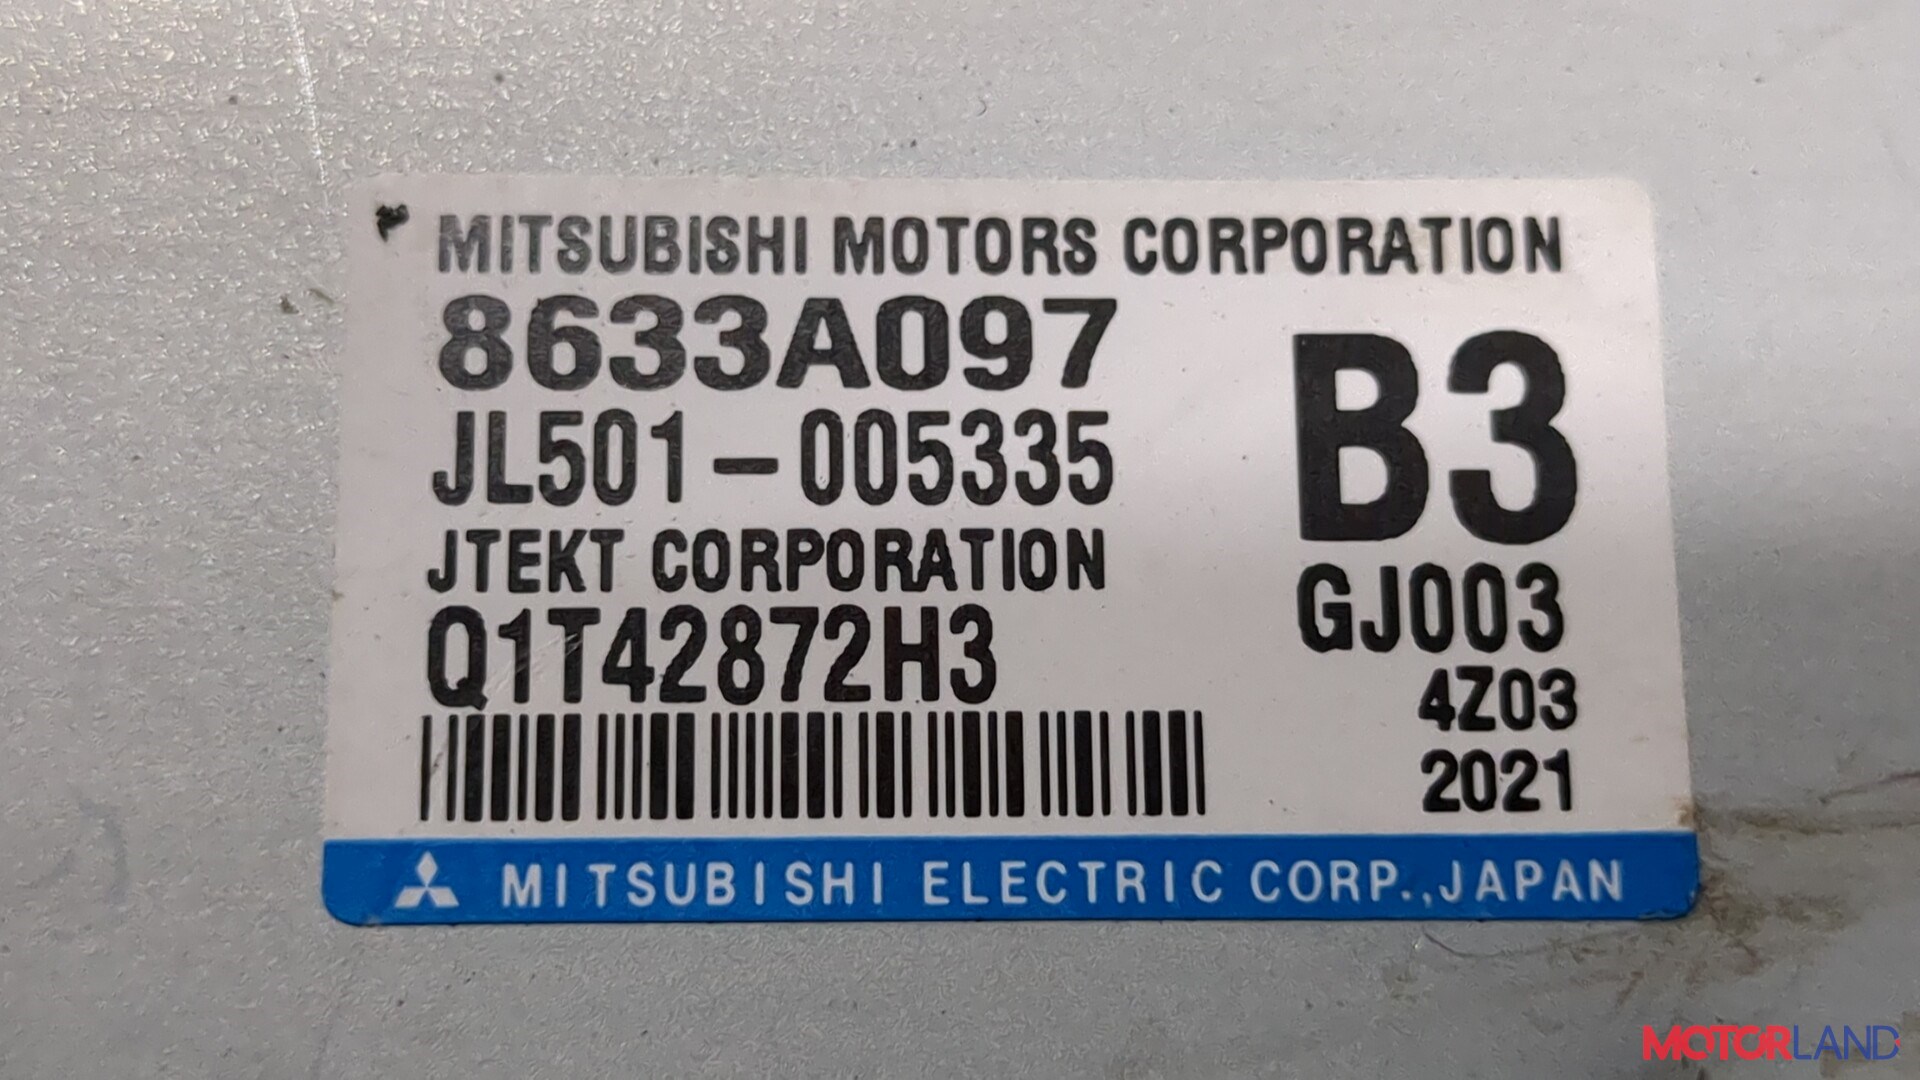 MITSUBISHI MOTORS CORPORATION
8633A097
JL501-005335
JTEKT CORPORATION
Q1T42872H3
B3
GJ003
4Z03
2021
MITSUBISHI ELECTRIC CORP.,JAPAN
MOTORLAND